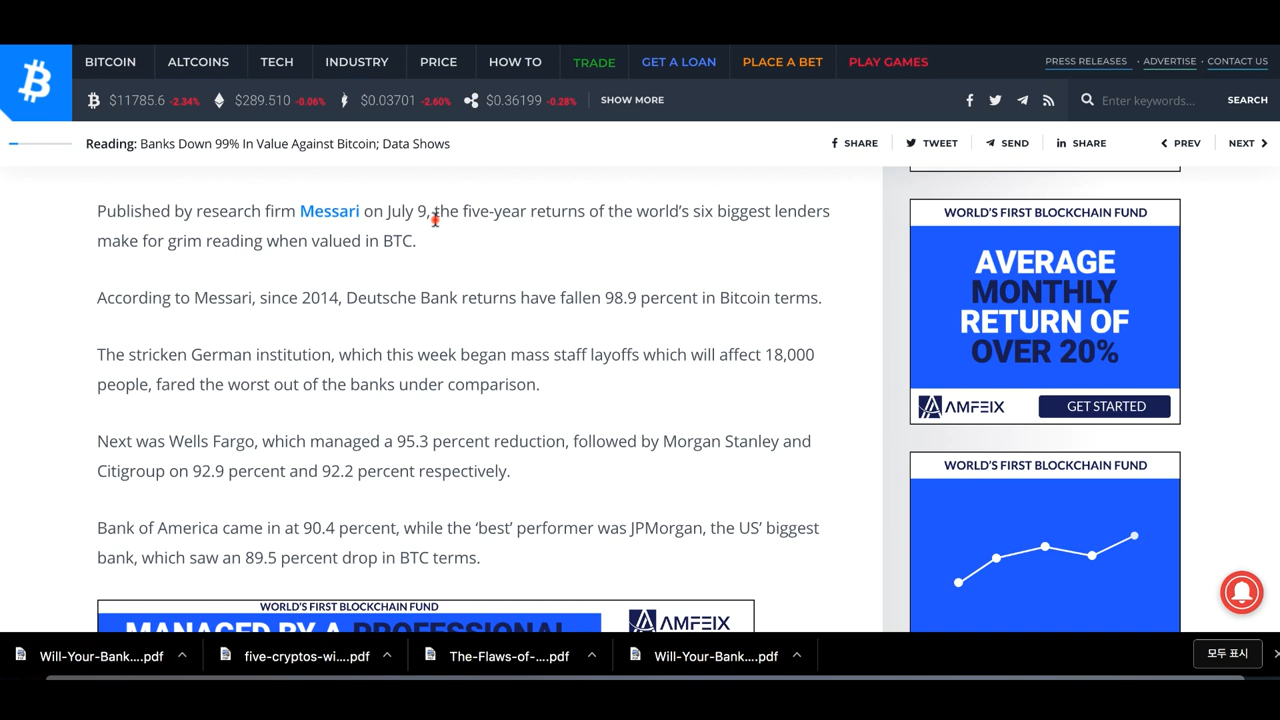 BITCOIN ALTCOINS TECH INDUSTRY PRICE HOW TO TRADE GET A LOAN PLACE A BET PLAY GAMES PRESS RELEASES · ADVERTISE · CONTACT US
$11785.6 -2.34% $289.510 -0.06% $0.03701 -2.60% $0.36199 -0.28% SHOW MORE Enter keywords... SEARCH
Reading: Banks Down 99% In Value Against Bitcoin; Data Shows SHARE TWEET SEND SHARE PREV NEXT
Published by research firm Messari on July 9, the five-year returns of the world's six biggest lenders
make for grim reading when valued in BTC.
According to Messari, since 2014, Deutsche Bank returns have fallen 98.9 percent in Bitcoin terms.
The stricken German institution, which this week began mass staff layoffs which will affect 18,000
people, fared the worst out of the banks under comparison.
Next was Wells Fargo, which managed a 95.3 percent reduction, followed by Morgan Stanley and
Citigroup on 92.9 percent and 92.2 percent respectively.
Bank of America came in at 90.4 percent, while the ‘best’ performer was JPMorgan, the US’ biggest
bank, which saw an 89.5 percent drop in BTC terms.
WORLD'S FIRST BLOCKCHAIN FUND
MANAGED BY A PROFESSIONAL
AMFEIX
WORLD'S FIRST BLOCKCHAIN FUND
AVERAGE
MONTHLY
RETURN OF
OVER 20%
AMFEIX GET STARTED
WORLD'S FIRST BLOCKCHAIN FUND
Will-Your-Bank....pdf five-cryptos-wi....pdf The-Flaws-of-....pdf Will-Your-Bank....pdf 모두 표시